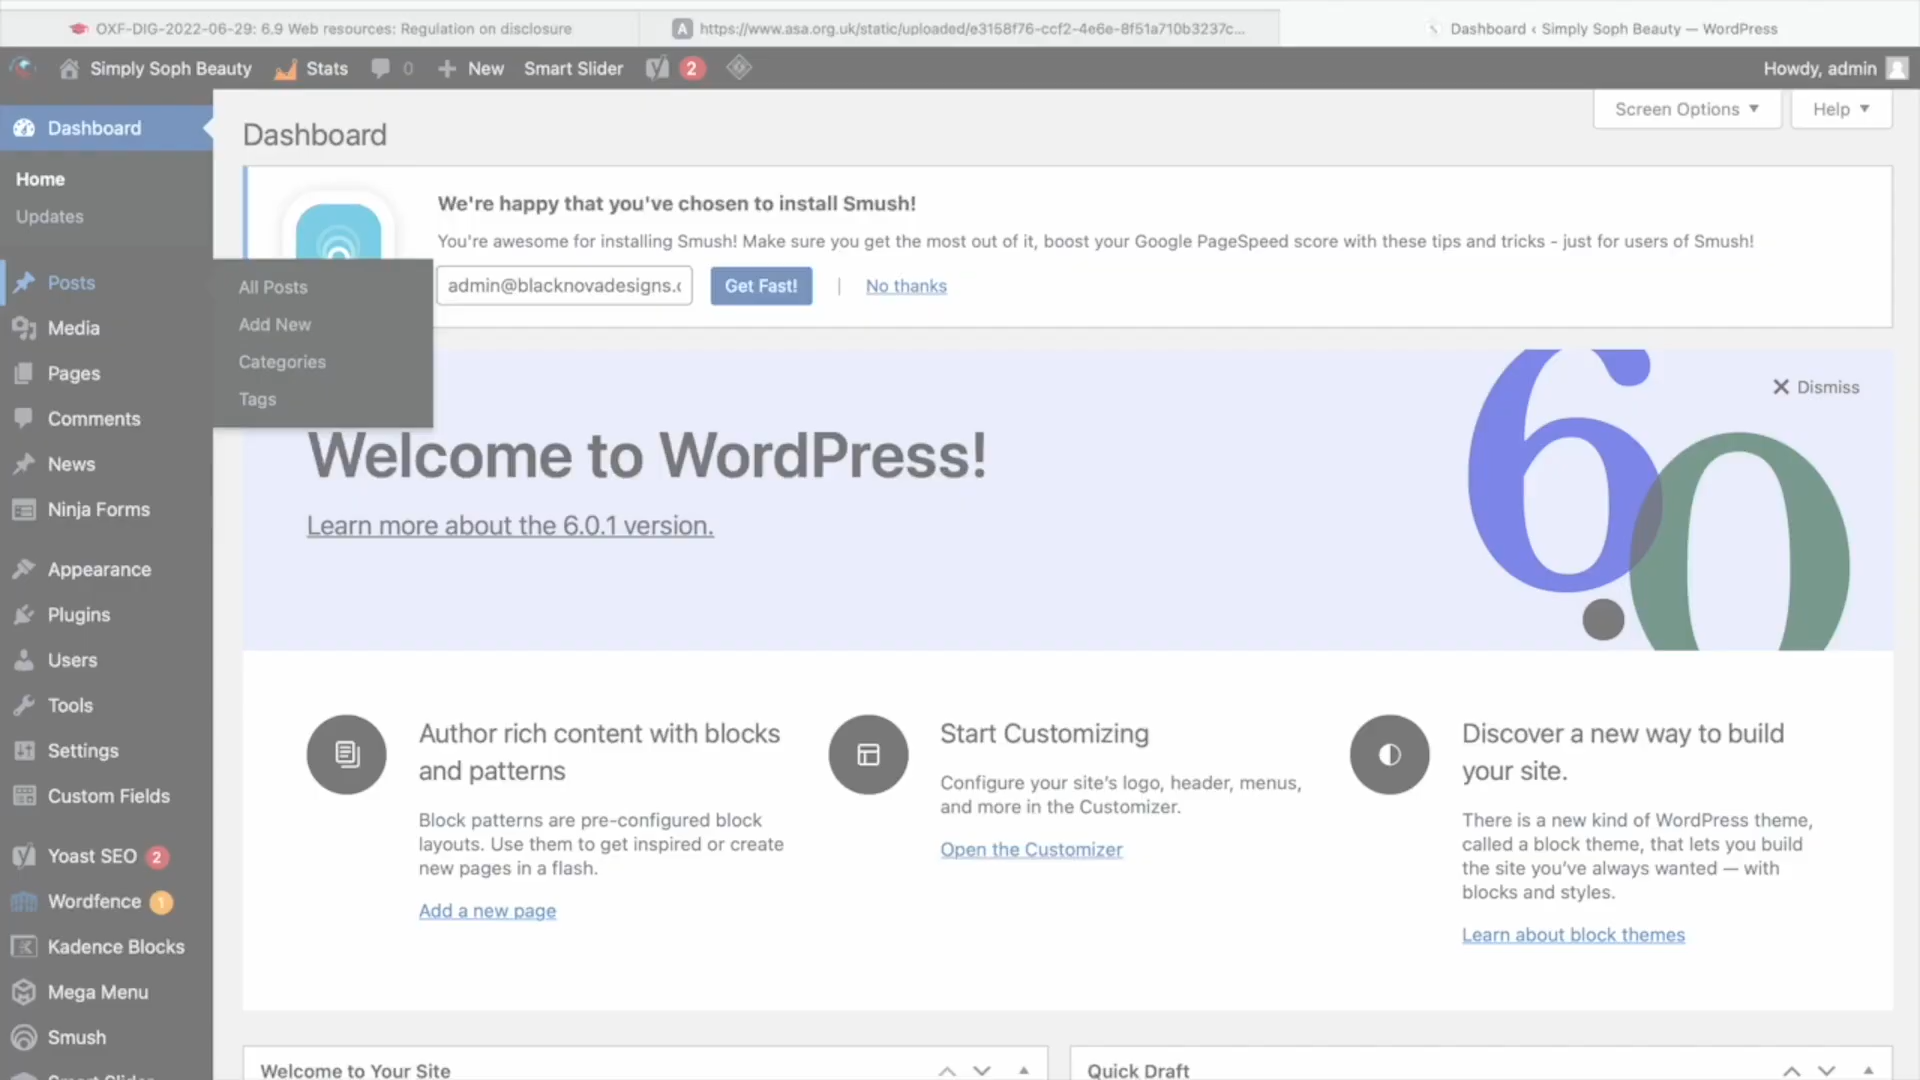 OXF-DIG-2022-06-29: 6.9 Web resources: Regulation on disclosure
A https://www.asa.org.uk/static/uploaded/e3158f76-ccf2-4e6e-8f51a710b3237c...
Dashboard ‹ Simply Soph Beauty — WordPress
Simply Soph Beauty Stats 0 New Smart Slider 2
Howdy, admin
Screen Options Help
Dashboard
Home
Updates
Posts
Media
Pages
Comments
News
Ninja Forms
Appearance
Plugins
Users
Tools
Settings
Custom Fields
Yoast SEO 2
Wordfence 1
Kadence Blocks
Mega Menu
Smush
Smart Slider
All Posts
Add New
Categories
Tags
Dashboard
We're happy that you've chosen to install Smush!
You're awesome for installing Smush! Make sure you get the most out of it, boost your Google PageSpeed score with these tips and tricks - just for users of Smush!
admin@blacknovadesigns.c
Get Fast!
|
No thanks
Dismiss
Welcome to WordPress!
Learn more about the 6.0.1 version.
6.0
Author rich content with blocks
and patterns
Block patterns are pre-configured block
layouts. Use them to get inspired or create
new pages in a flash.
Add a new page
Start Customizing
Configure your site's logo, header, menus,
and more in the Customizer.
Open the Customizer
Discover a new way to build
your site.
There is a new kind of WordPress theme,
called a block theme, that lets you build
the site you've always wanted — with
blocks and styles.
Learn about block themes
Welcome to Your Site
Quick Draft